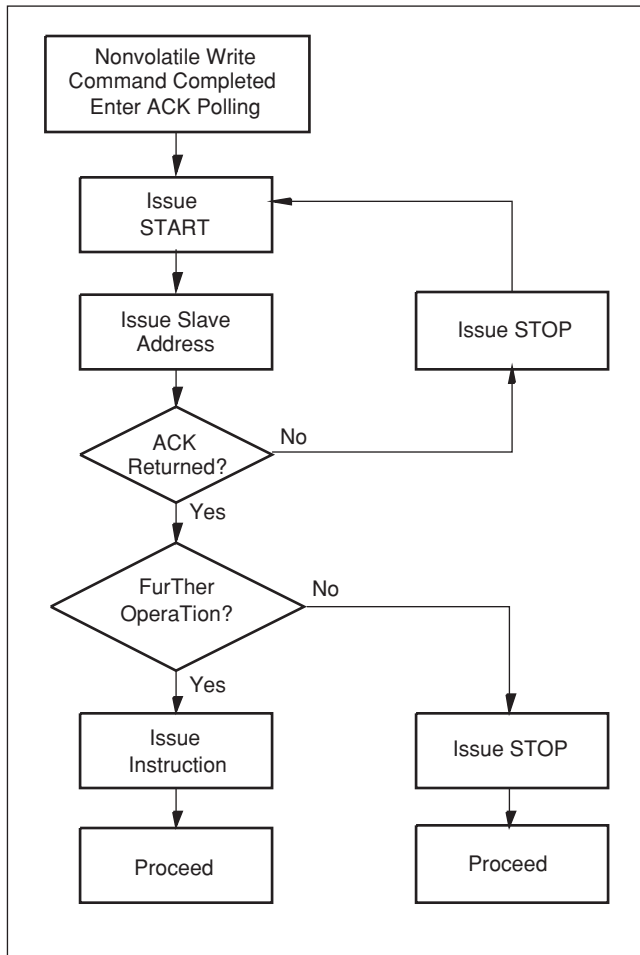 Nonvolatile Write
Command Completed
Enter ACK Polling
Issue
START
Issue Slave
Address
Issue STOP
ACK
Returned?
No
Yes
FurTher
OperaTion?
No
Yes
Issue
Instruction
Issue STOP
Proceed
Proceed